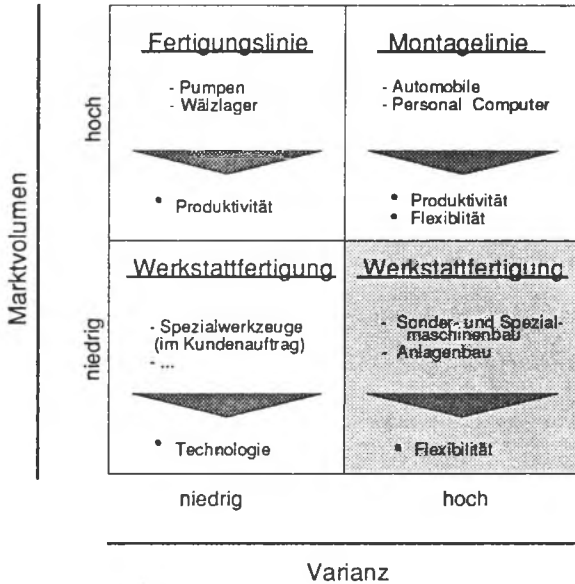 Marktvolumen
hoch
Fertigungslinie
- Pumpen
- Wälzlager
• Produktivität
Montagelinie
- Automobile
- Personal Computer
• Produktivität
• Flexiblität
niedrig
Werkstattfertigung
- Spezialwerkzeuge
(im Kundenauftrag)
- ...
• Technologie
Werkstattfertigung
- Sonder- und Spezial-
maschinenbau
- Anlagenbau
• Flexibilität
niedrig
hoch
Varianz